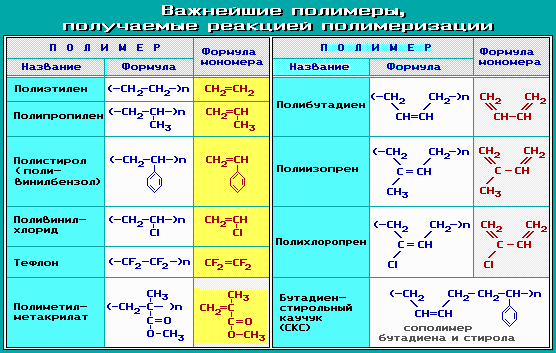 Важнейшие полимеры,
получаемые реакцией полимеризации
ПОЛИМЕР
Формула мономера
Название
Формула
Полиэтилен
(–CH2–CH2–)n
CH2=CH2
Полипропилен
(–CH2–CH–)n
CH3
CH2=CH
CH3
Полистирол
(поли-
винилбензол)
(–CH2–CH–)n
CH2=CH
Поливинил-
хлорид
(–CH2–CH–)n
Cl
CH2=CH
Cl
Тефлон
(–CF2–CF2–)n
CF2=CF2
Полиметил-
метакрилат
CH3
(–CH2–C– )n
C=O
O–CH3
CH3
CH2=C
C=O
O–CH3
ПОЛИМЕР
Формула
мономера
Название
Формула
Полибутадиен
(–CH2 CH2–)n
CH=CH
CH2 CH2
CH–CH
Полиизопрен
(–CH2 CH2–)n
C=CH
CH3
CH2 CH2
C–CH
CH3
Полихлоропрен
(–CH2 CH2–)n
C=CH
Cl
CH2 CH2
C–CH
Cl
Бутадиен-
стирольный
каучук
(СКС)
(–CH2 CH2–CH2–CH–)n
CH=CH
сополимер
бутадиена и стирола